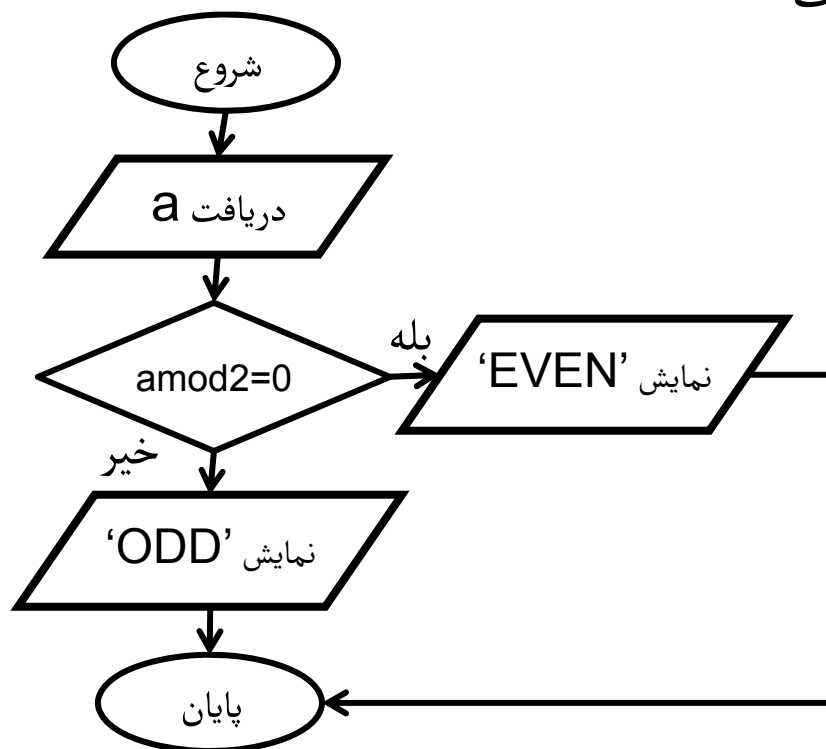 شروع
دریافت a
amod2=0
بله
نمایش ‘EVEN’
خیر
نمایش ‘ODD’
پایان